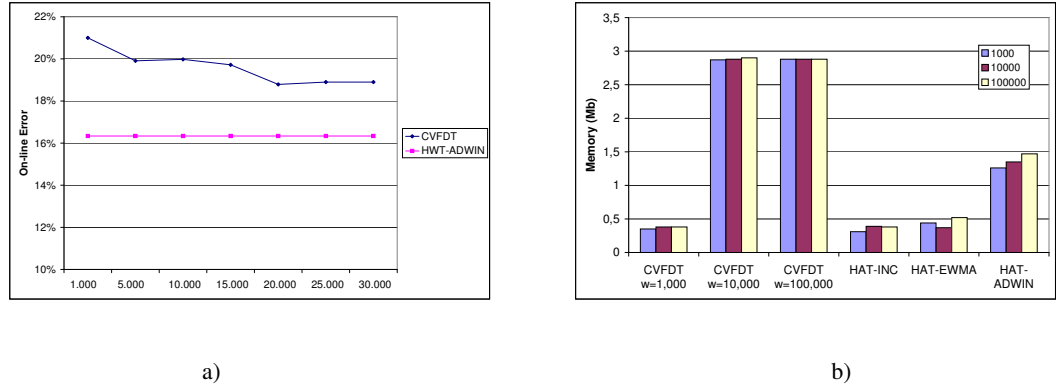 22%
20%
18%
16%
14%
12%
10%
On-line Error
1.000 5.000 10.000 15.000 20.000 25.000 30.000
CVFDT
HWT-ADWIN
a)
3,5
3
2,5
2
1,5
1
0,5
0
Memory (Mb)
1000
10000
100000
CVFDT w=1,000
CVFDT w=10,000
CVFDT w=100,000
HAT-INC
HAT-EWMA
HAT-
ADWIN
b)